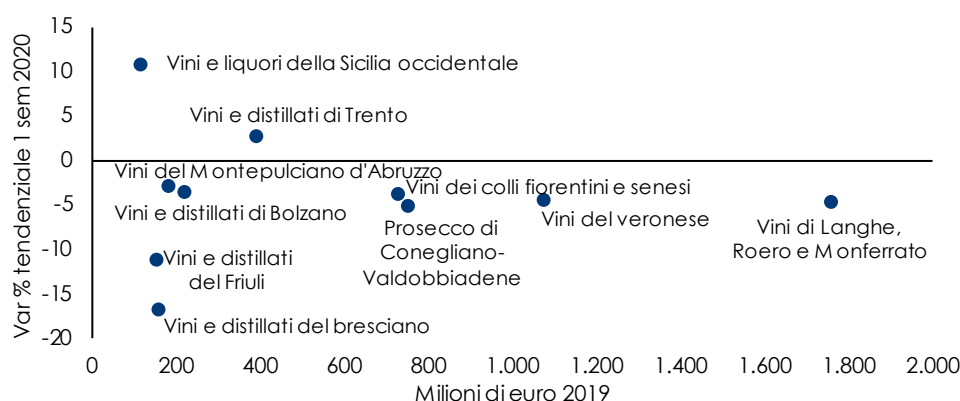 Var % tendenziale 1 sem 2020
15
10
5
0
-5
-10
-15
-20
Vini e liquori della Sicilia occidentale
Vini e distillati di Trento
Vini del Montepulciano d'Abruzzo
Vini dei colli fiorentini e senesi
Vini e distillati di Bolzano
Vini del veronese
Prosecco di
Conegliano-
Valdobbiadene
Vini di Langhe,
Roero e Monferrato
Vini e distillati
del Friuli
Vini e distillati del bresciano
0
200
400
600
800
1.000
1.200
1.400
1.600
1.800
2.000
Milioni di euro 2019